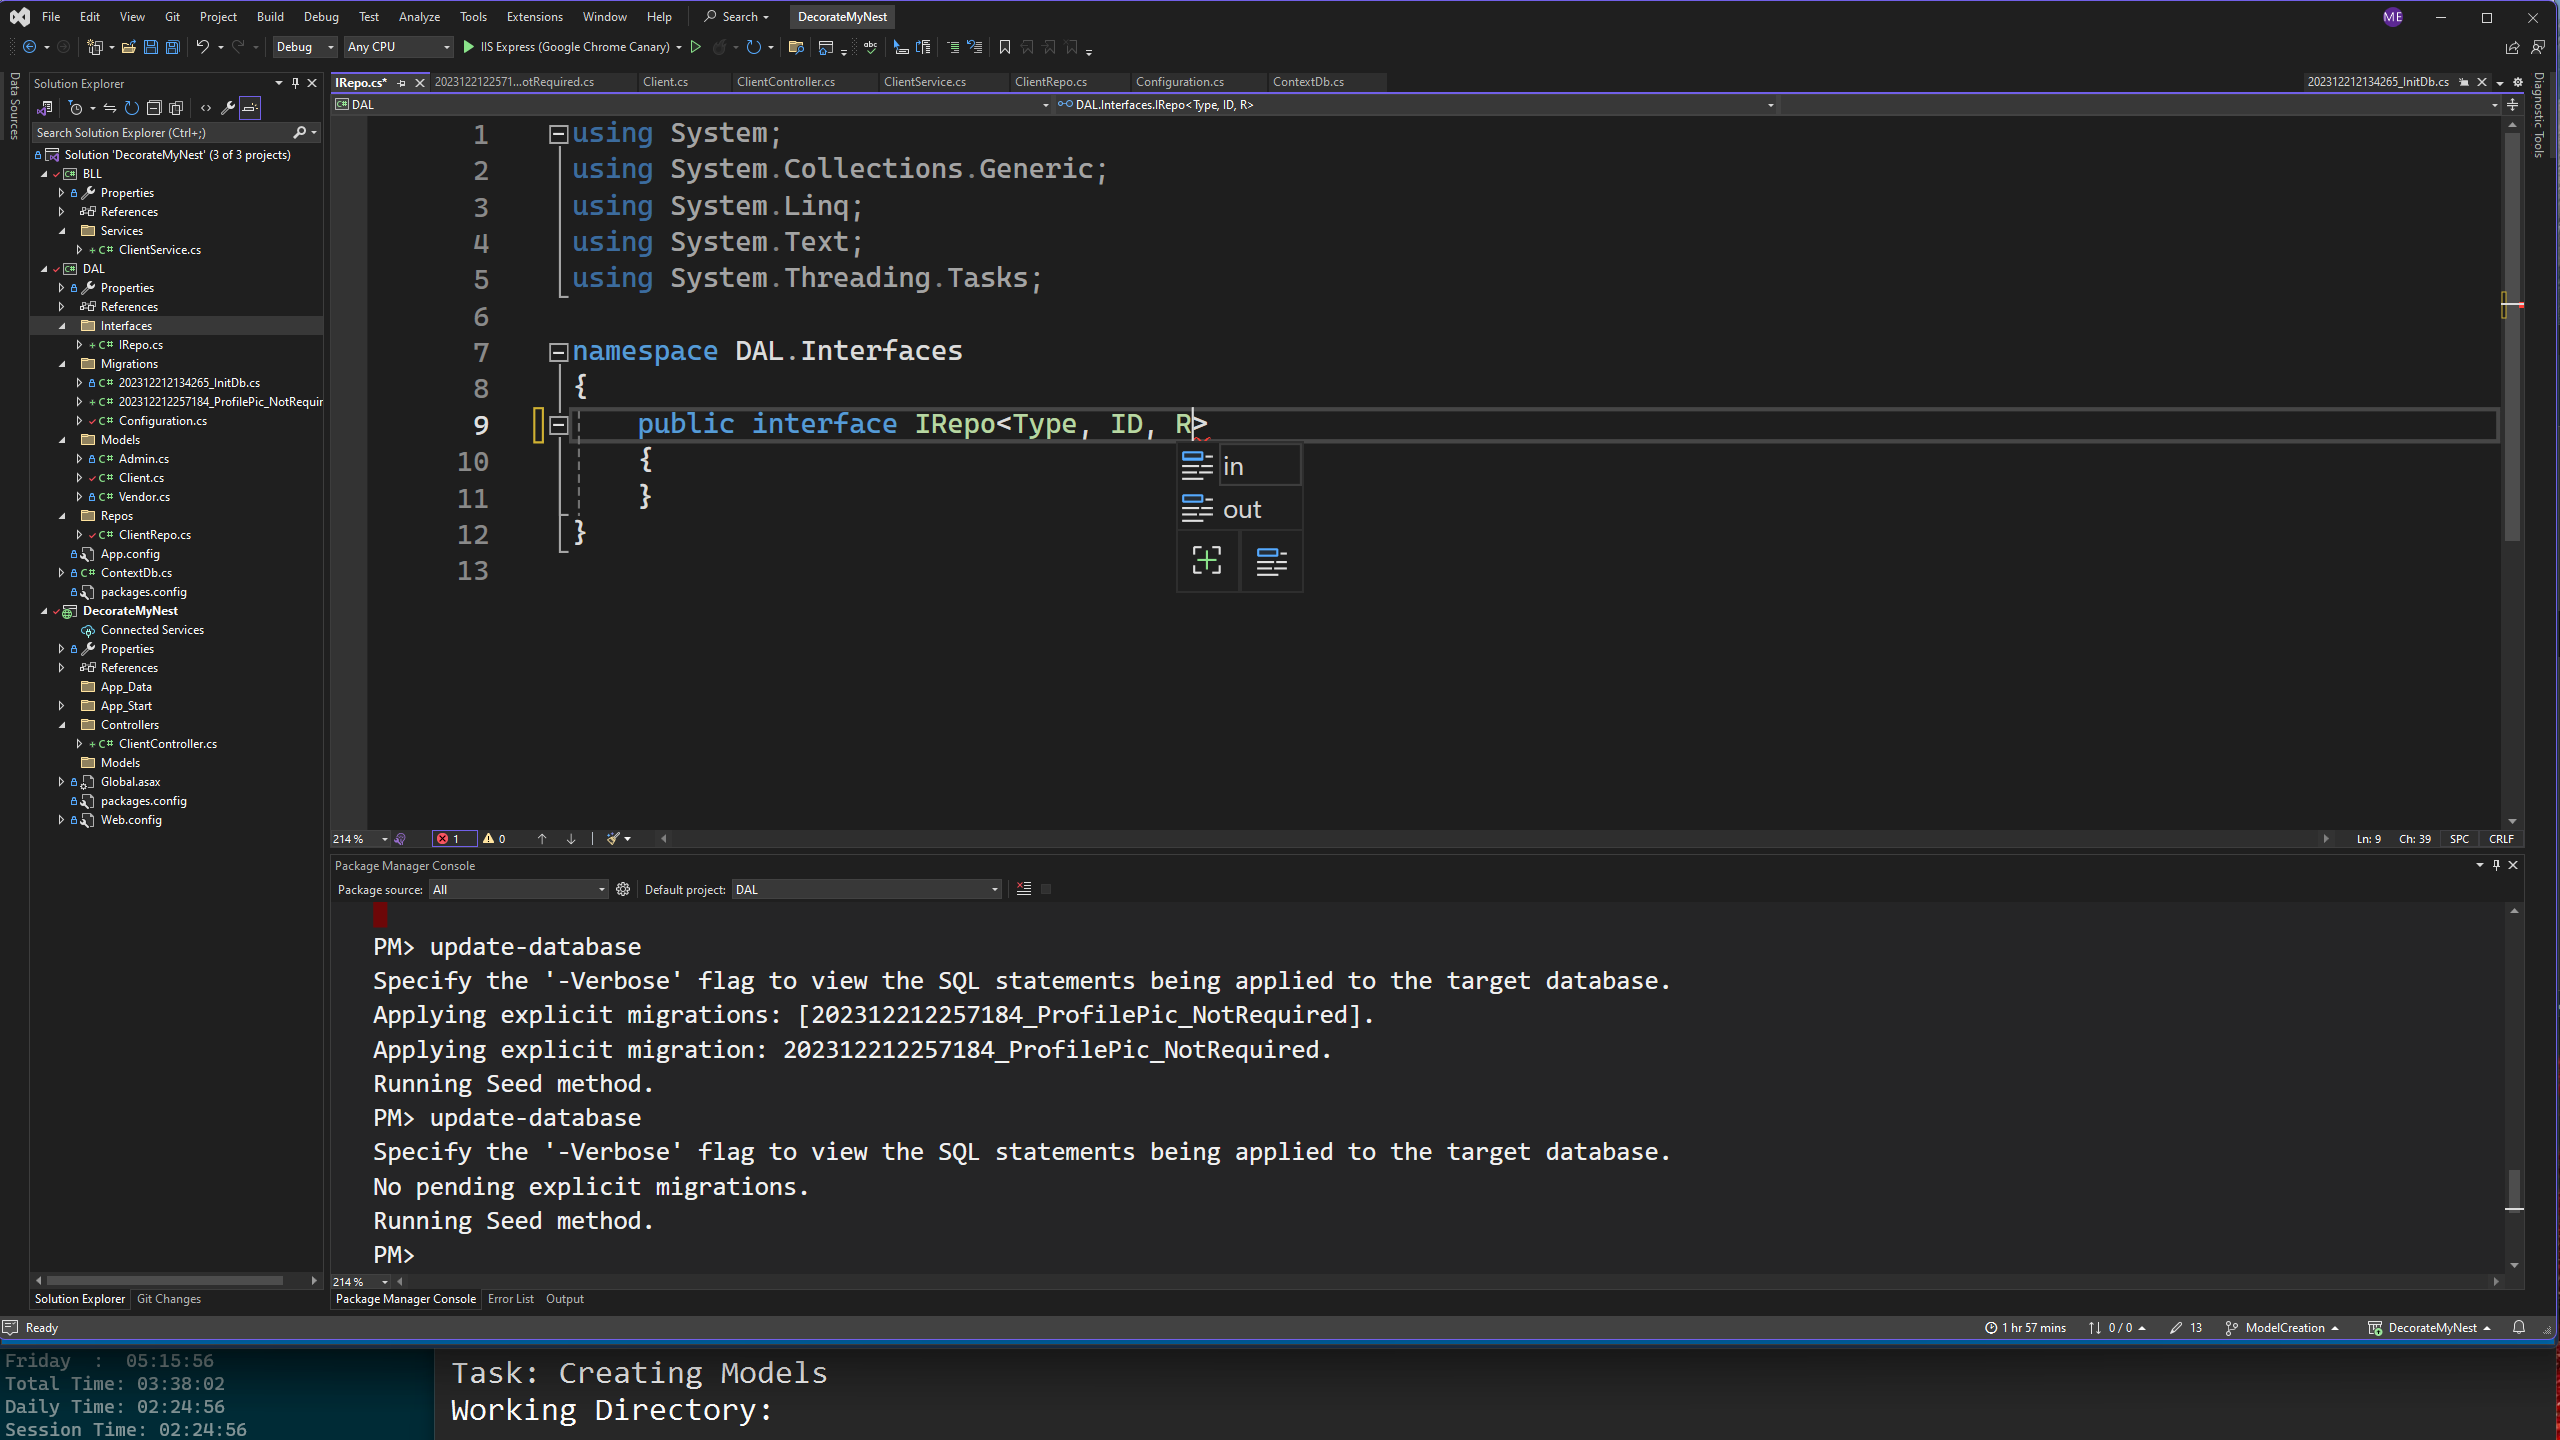 File Edit View Git Project Build Debug Test Analyze Tools Extensions Window Help Search DecorateMyNest ME
Debug Any CPU IIS Express (Google Chrome Canary)
Data Sources
Solution Explorer
Search Solution Explorer (Ctrl+;)
Solution 'DecorateMyNest' (3 of 3 projects)
BLL
Properties
References
Services
ClientService.cs
DAL
Properties
References
Interfaces
IRepo.cs
Migrations
202312212134265_InitDb.cs
202312212257184_ProfilePic_NotRequir
Configuration.cs
Models
Admin.cs
Client.cs
Vendor.cs
Repos
ClientRepo.cs
App.config
ContextDb.cs
packages.config
DecorateMyNest
Connected Services
Properties
References
App_Data
App_Start
Controllers
ClientController.cs
Models
Global.asax
packages.config
Web.config
Solution Explorer Git Changes
IRepo.cs* 2023122122571...otRequired.cs Client.cs ClientController.cs ClientService.cs ClientRepo.cs Configuration.cs ContextDb.cs 202312212134265_InitDb.cs
DAL DAL.Interfaces.IRepo<Type, ID, R>
1 using System;
2 using System.Collections.Generic;
3 using System.Linq;
4 using System.Text;
5 using System.Threading.Tasks;
6
7 namespace DAL.Interfaces
8 {
9 public interface IRepo<Type, ID, R>
10 {
11 }
12 }
13
in
out
214 % 1 0 Ln: 9 Ch: 39 SPC CRLF
Diagnostic Tools
Package Manager Console
Package source: All Default project: DAL
PM> update-database
Specify the '-Verbose' flag to view the SQL statements being applied to the target database.
Applying explicit migrations: [202312212257184_ProfilePic_NotRequired].
Applying explicit migration: 202312212257184_ProfilePic_NotRequired.
Running Seed method.
PM> update-database
Specify the '-Verbose' flag to view the SQL statements being applied to the target database.
No pending explicit migrations.
Running Seed method.
PM>
214 %
Package Manager Console Error List Output
Ready 1 hr 57 mins 0 / 0 13 ModelCreation DecorateMyNest
Friday : 05:15:56
Total Time: 03:38:02
Daily Time: 02:24:56
Session Time: 02:24:56
Task: Creating Models
Working Directory: